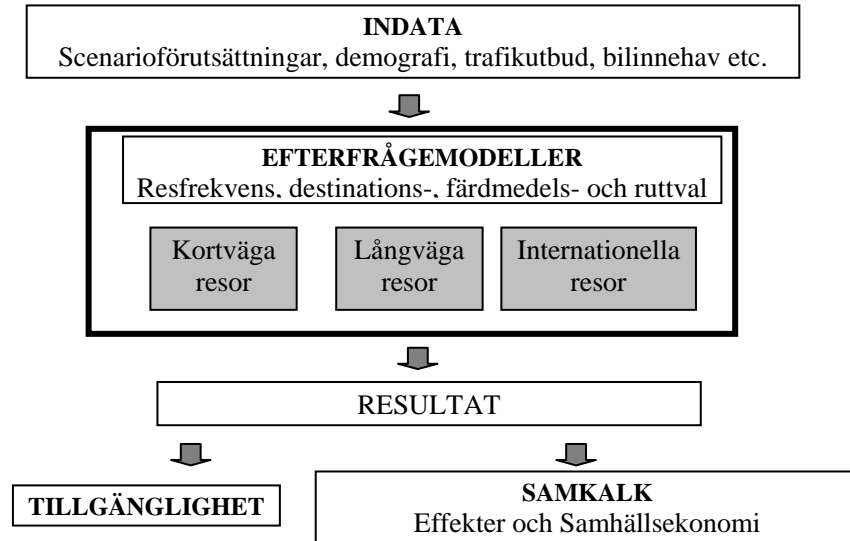 INDATA
Scenarioförutsättningar, demografi, trafikutbud, bilinnehav etc.
EFTERFRÅGEMODELLER
Resfrekvens, destinations-, färdmedels- och ruttval
Kortväga
resor
Långväga
resor
Internationella
resor
RESULTAT
TILLGÄNGLIGHET
SAMKALK
Effekter och Samhällsekonomi